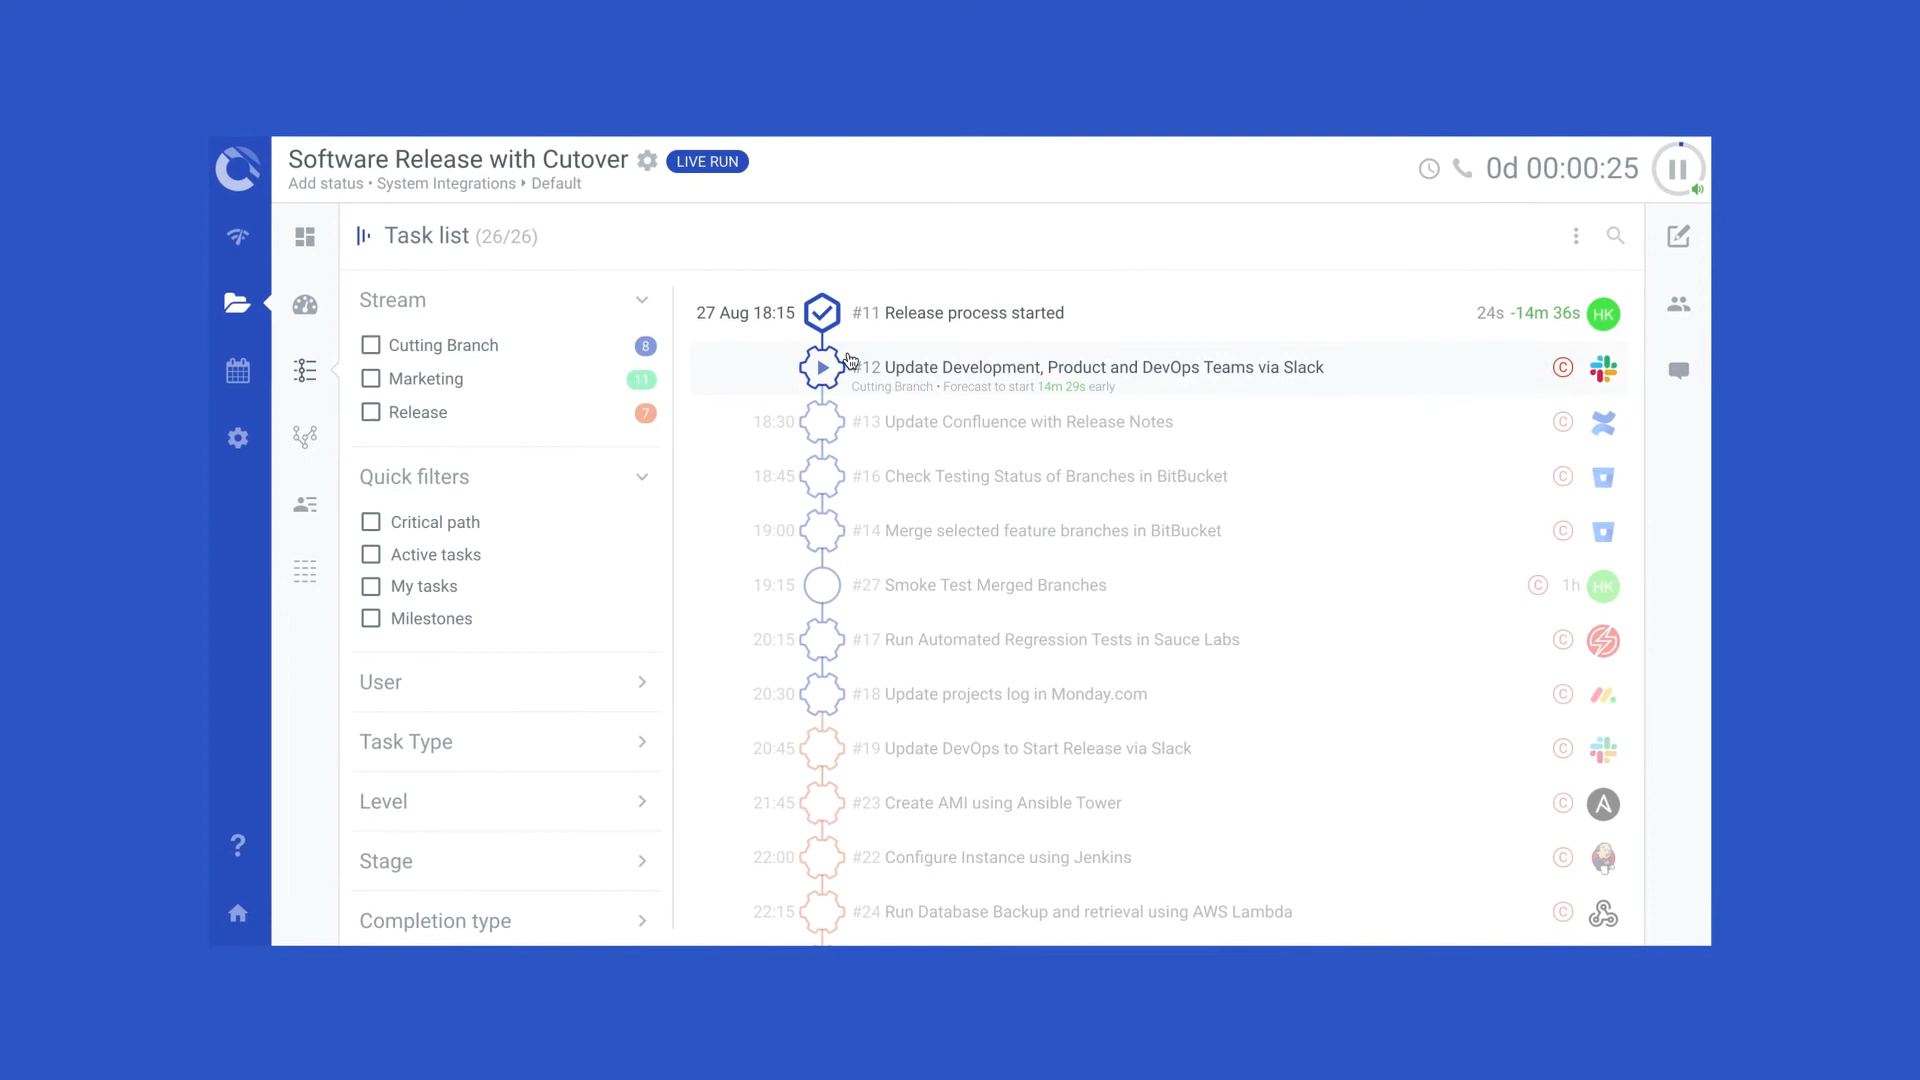 Software Release with Cutover LIVE RUN
Add status • System Integrations ▸ Default
0d 00:00:25
Task list (26/26)
Stream
Cutting Branch 8
Marketing 11
Release 7
Quick filters
Critical path
Active tasks
My tasks
Milestones
User
Task Type
Level
Stage
Completion type
27 Aug 18:15 #11 Release process started 24s -14m 36s HK
#12 Update Development, Product and DevOps Teams via Slack C
Cutting Branch • Forecast to start 14m 29s early
18:30 #13 Update Confluence with Release Notes C
18:45 #16 Check Testing Status of Branches in BitBucket C
19:00 #14 Merge selected feature branches in BitBucket C
19:15 #27 Smoke Test Merged Branches C 1h HK
20:15 #17 Run Automated Regression Tests in Sauce Labs C
20:30 #18 Update projects log in Monday.com C
20:45 #19 Update DevOps to Start Release via Slack C
21:45 #23 Create AMI using Ansible Tower C
22:00 #22 Configure Instance using Jenkins C
22:15 #24 Run Database Backup and retrieval using AWS Lambda C
?